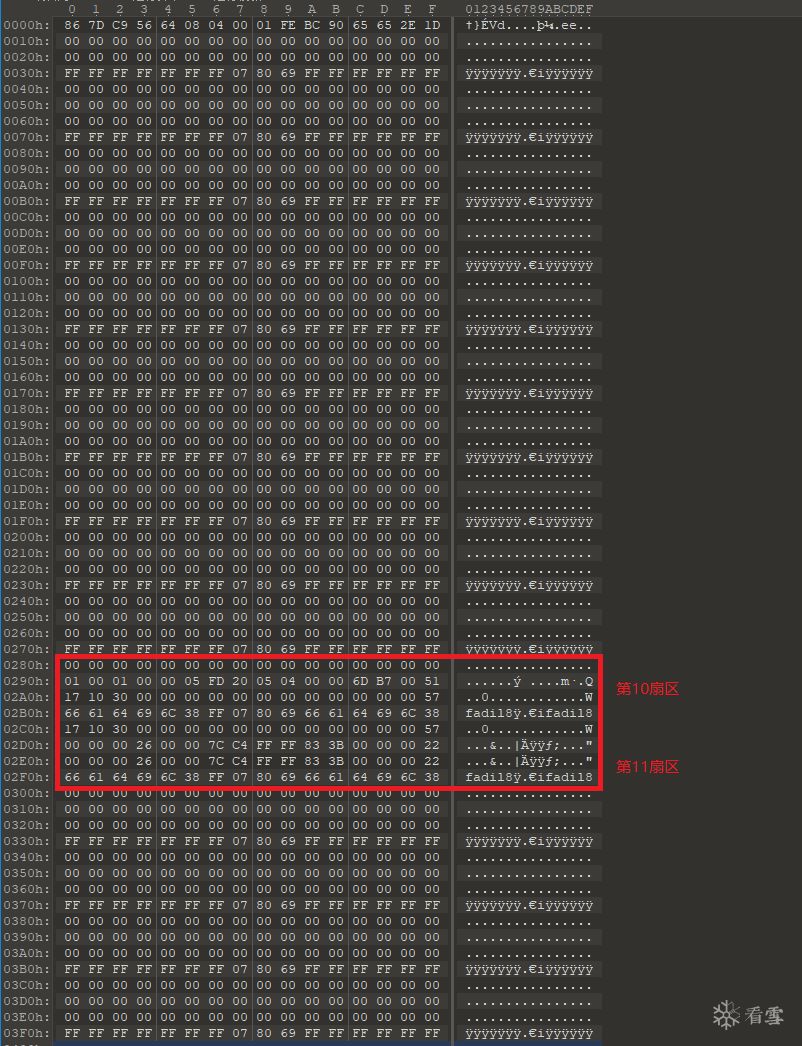 0 1 2 3 4 5 6 7 8 9 A B C D E F 0123456789ABCDEF
0000h: 86 7D C9 56 64 08 04 00 01 FE BC 90 65 65 2E 1D †}ÉVd....þ¼.ee..
0010h: 00 00 00 00 00 00 00 00 00 00 00 00 00 00 00 00 ................
0020h: 00 00 00 00 00 00 00 00 00 00 00 00 00 00 00 00 ................
0030h: FF FF FF FF FF FF FF 07 80 69 FF FF FF FF FF FF ÿÿÿÿÿÿÿ.€iÿÿÿÿÿÿ
0040h: 00 00 00 00 00 00 00 00 00 00 00 00 00 00 00 00 ................
0050h: 00 00 00 00 00 00 00 00 00 00 00 00 00 00 00 00 ................
0060h: 00 00 00 00 00 00 00 00 00 00 00 00 00 00 00 00 ................
0070h: FF FF FF FF FF FF FF 07 80 69 FF FF FF FF FF FF ÿÿÿÿÿÿÿ.€iÿÿÿÿÿÿ
0080h: 00 00 00 00 00 00 00 00 00 00 00 00 00 00 00 00 ................
0090h: 00 00 00 00 00 00 00 00 00 00 00 00 00 00 00 00 ................
00A0h: 00 00 00 00 00 00 00 00 00 00 00 00 00 00 00 00 ................
00B0h: FF FF FF FF FF FF FF 07 80 69 FF FF FF FF FF FF ÿÿÿÿÿÿÿ.€iÿÿÿÿÿÿ
00C0h: 00 00 00 00 00 00 00 00 00 00 00 00 00 00 00 00 ................
00D0h: 00 00 00 00 00 00 00 00 00 00 00 00 00 00 00 00 ................
00E0h: 00 00 00 00 00 00 00 00 00 00 00 00 00 00 00 00 ................
00F0h: FF FF FF FF FF FF FF 07 80 69 FF FF FF FF FF FF ÿÿÿÿÿÿÿ.€iÿÿÿÿÿÿ
0100h: 00 00 00 00 00 00 00 00 00 00 00 00 00 00 00 00 ................
0110h: 00 00 00 00 00 00 00 00 00 00 00 00 00 00 00 00 ................
0120h: 00 00 00 00 00 00 00 00 00 00 00 00 00 00 00 00 ................
0130h: FF FF FF FF FF FF FF 07 80 69 FF FF FF FF FF FF ÿÿÿÿÿÿÿ.€iÿÿÿÿÿÿ
0140h: 00 00 00 00 00 00 00 00 00 00 00 00 00 00 00 00 ................
0150h: 00 00 00 00 00 00 00 00 00 00 00 00 00 00 00 00 ................
0160h: 00 00 00 00 00 00 00 00 00 00 00 00 00 00 00 00 ................
0170h: FF FF FF FF FF FF FF 07 80 69 FF FF FF FF FF FF ÿÿÿÿÿÿÿ.€iÿÿÿÿÿÿ
0180h: 00 00 00 00 00 00 00 00 00 00 00 00 00 00 00 00 ................
0190h: 00 00 00 00 00 00 00 00 00 00 00 00 00 00 00 00 ................
01A0h: 00 00 00 00 00 00 00 00 00 00 00 00 00 00 00 00 ................
01B0h: FF FF FF FF FF FF FF 07 80 69 FF FF FF FF FF FF ÿÿÿÿÿÿÿ.€iÿÿÿÿÿÿ
01C0h: 00 00 00 00 00 00 00 00 00 00 00 00 00 00 00 00 ................
01D0h: 00 00 00 00 00 00 00 00 00 00 00 00 00 00 00 00 ................
01E0h: 00 00 00 00 00 00 00 00 00 00 00 00 00 00 00 00 ................
01F0h: FF FF FF FF FF FF FF 07 80 69 FF FF FF FF FF FF ÿÿÿÿÿÿÿ.€iÿÿÿÿÿÿ
0200h: 00 00 00 00 00 00 00 00 00 00 00 00 00 00 00 00 ................
0210h: 00 00 00 00 00 00 00 00 00 00 00 00 00 00 00 00 ................
0220h: 00 00 00 00 00 00 00 00 00 00 00 00 00 00 00 00 ................
0230h: FF FF FF FF FF FF FF 07 80 69 FF FF FF FF FF FF ÿÿÿÿÿÿÿ.€iÿÿÿÿÿÿ
0240h: 00 00 00 00 00 00 00 00 00 00 00 00 00 00 00 00 ................
0250h: 00 00 00 00 00 00 00 00 00 00 00 00 00 00 00 00 ................
0260h: 00 00 00 00 00 00 00 00 00 00 00 00 00 00 00 00 ................
0270h: FF FF FF FF FF FF FF 07 80 69 FF FF FF FF FF FF ÿÿÿÿÿÿÿ.€iÿÿÿÿÿÿ
0280h: 00 00 00 00 00 00 00 00 00 00 00 00 00 00 00 00 ................
0290h: 01 00 01 00 00 05 FD 20 05 04 00 00 6D B7 00 51 ......ý ....m·.Q
第10扇区
02A0h: 17 10 30 00 00 00 00 00 00 00 00 00 00 00 00 57 ..0............W
02B0h: 66 61 64 69 6C 38 FF 07 80 69 66 61 64 69 6C 38 fadil8ÿ.€ifadil8
02C0h: 17 10 30 00 00 00 00 00 00 00 00 00 00 00 00 57 ..0............W
02D0h: 00 00 00 26 00 00 7C C4 FF FF 83 3B 00 00 00 22 ...&..|Äÿÿƒ;..."
02E0h: 00 00 00 26 00 00 7C C4 FF FF 83 3B 00 00 00 22 ...&..|Äÿÿƒ;..."
第11扇区
02F0h: 66 61 64 69 6C 38 FF 07 80 69 66 61 64 69 6C 38 fadil8ÿ.€ifadil8
0300h: 00 00 00 00 00 00 00 00 00 00 00 00 00 00 00 00 ................
0310h: 00 00 00 00 00 00 00 00 00 00 00 00 00 00 00 00 ................
0320h: 00 00 00 00 00 00 00 00 00 00 00 00 00 00 00 00 ................
0330h: FF FF FF FF FF FF FF 07 80 69 FF FF FF FF FF FF ÿÿÿÿÿÿÿ.€iÿÿÿÿÿÿ
0340h: 00 00 00 00 00 00 00 00 00 00 00 00 00 00 00 00 ................
0350h: 00 00 00 00 00 00 00 00 00 00 00 00 00 00 00 00 ................
0360h: 00 00 00 00 00 00 00 00 00 00 00 00 00 00 00 00 ................
0370h: FF FF FF FF FF FF FF 07 80 69 FF FF FF FF FF FF ÿÿÿÿÿÿÿ.€iÿÿÿÿÿÿ
0380h: 00 00 00 00 00 00 00 00 00 00 00 00 00 00 00 00 ................
0390h: 00 00 00 00 00 00 00 00 00 00 00 00 00 00 00 00 ................
03A0h: 00 00 00 00 00 00 00 00 00 00 00 00 00 00 00 00 ................
03B0h: FF FF FF FF FF FF FF 07 80 69 FF FF FF FF FF FF ÿÿÿÿÿÿÿ.€iÿÿÿÿÿÿ
03C0h: 00 00 00 00 00 00 00 00 00 00 00 00 00 00 00 00 ................
03D0h: 00 00 00 00 00 00 00 00 00 00 00 00 00 00 00 00 ................
03E0h: 00 00 00 00 00 00 00 00 00 00 00 00 00 00 00 00 ................
看雪
03F0h: FF FF FF FF FF FF FF 07 80 69 FF FF FF FF FF FF ÿÿÿÿÿÿÿ.€iÿÿÿÿÿÿ